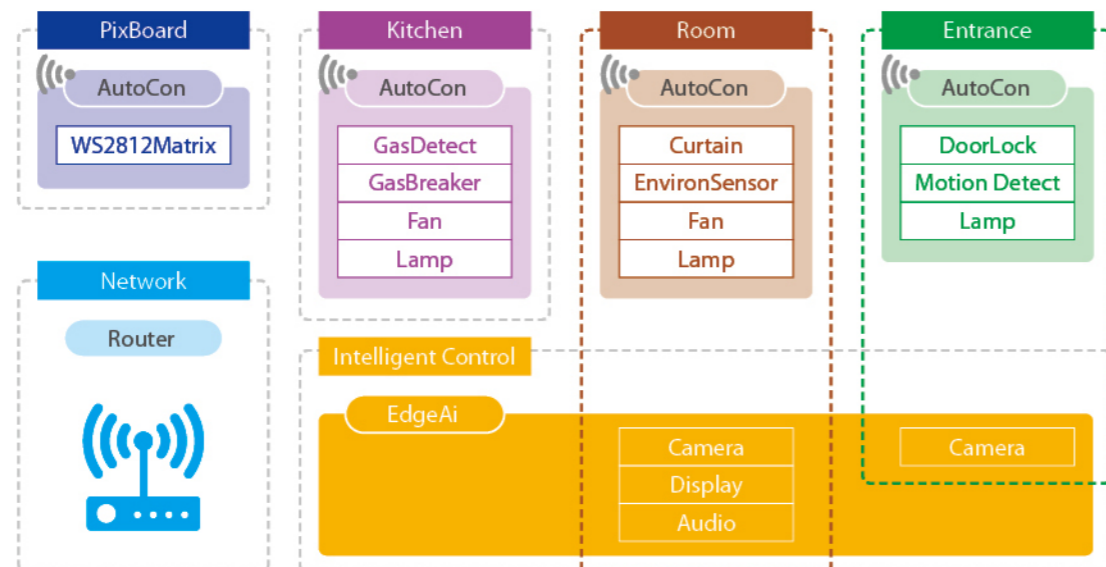 PixBoard
AutoCon
WS2812Matrix
Kitchen
AutoCon
GasDetect
GasBreaker
Fan
Lamp
Room
AutoCon
Curtain
EnvironSensor
Fan
Lamp
Entrance
AutoCon
DoorLock
Motion Detect
Lamp
Network
Router
Intelligent Control
EdgeAi
Camera
Display
Audio
Camera